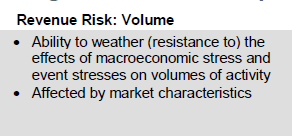 Revenue Risk: Volume
• Ability to weather (resistance to) the
effects of macroeconomic stress and
event stresses on volumes of activity
• Affected by market characteristics